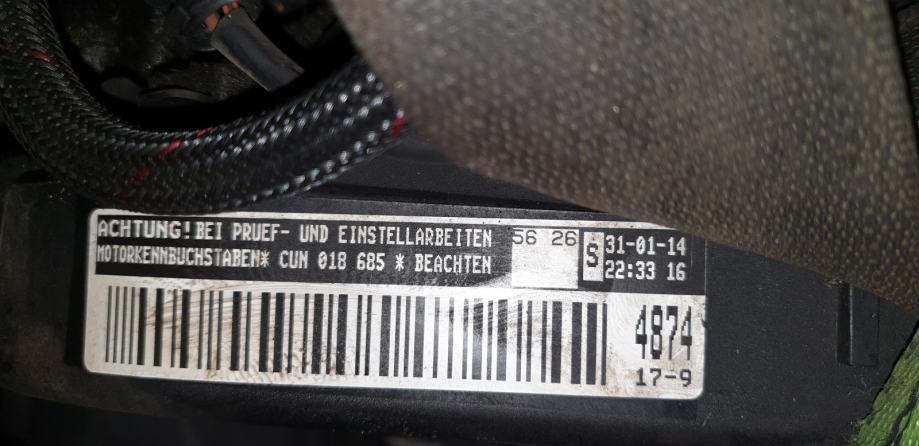 ACHTUNG! BEI PRUEF- UND EINSTELLARBEITEN
MOTORKENNBUCHSTABEN* CUN 018 685 * BEACHTEN
56 26
S
31-01-14
22:33 16
4874
17-9